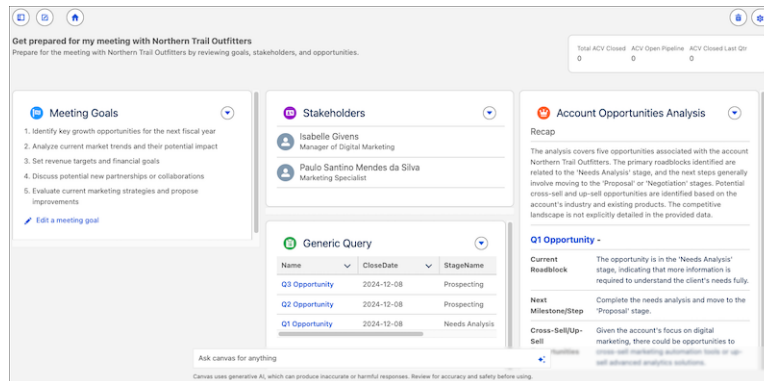 Get prepared for my meeting with Northern Trail Outfitters
Prepare for the meeting with Northern Trail Outfitters by reviewing goals, stakeholders, and opportunities.
Total ACV Closed ACV Open Pipeline ACV Closed Last Qtr
0 0 0
Meeting Goals
1. Identify key growth opportunities for the next fiscal year
2. Analyze current market trends and their potential impact
3. Set revenue targets and financial goals
4. Discuss potential new partnerships or collaborations
5. Evaluate current marketing strategies and propose
improvements
Edit a meeting goal
Stakeholders
Isabelle Givens
Manager of Digital Marketing
Paulo Santino Mendes da Silva
Marketing Specialist
Generic Query
Name CloseDate StageName
Q3 Opportunity 2024-12-08 Prospecting
Q2 Opportunity 2024-12-08 Prospecting
Q1 Opportunity 2024-12-08 Needs Analysis
Account Opportunities Analysis
Recap
The analysis covers five opportunities associated with the account
Northern Trail Outfitters. The primary roadblocks identified are
related to the 'Needs Analysis' stage, and the next steps generally
involve moving to the 'Proposal' or 'Negotiation' stages. Potential
cross-sell and up-sell opportunities are identified based on the
account's industry and existing products. The competitive
landscape is not explicitly detailed in the provided data.
Q1 Opportunity -
Current The opportunity is in the 'Needs Analysis'
Roadblock stage, indicating that more information is
required to understand the client's needs fully.
Next Complete the needs analysis and move to the
Milestone/Step 'Proposal' stage.
Cross-Sell/Up- Given the account's focus on digital
Sell marketing, there could be opportunities to
cross-sell marketing automation tools or up-
sell advanced analytics solutions.
Ask canvas for anything
Canvas uses generative AI, which can produce inaccurate or harmful responses. Review for accuracy and safety before using.